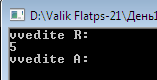 D:\Valik Flatps-21\День1
vvedite R:
5
vvedite A: